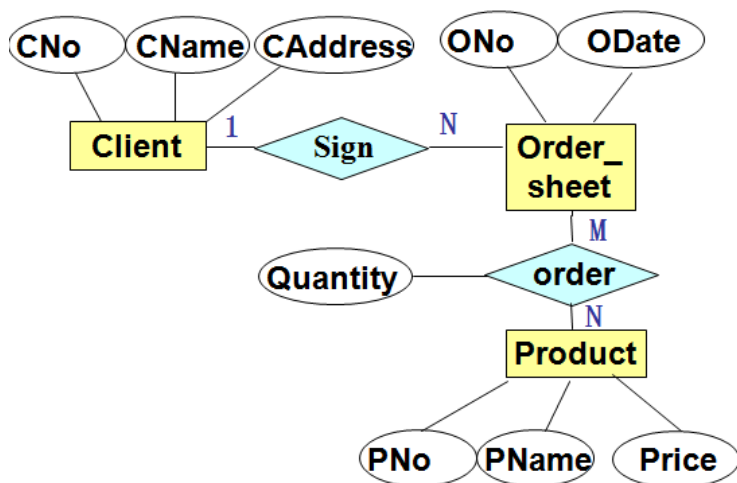 CNo
CName
CAddress
ONo
ODate
Client
1
Sign
N
Order_
sheet
M
Quantity
order
N
Product
PNo
PName
Price